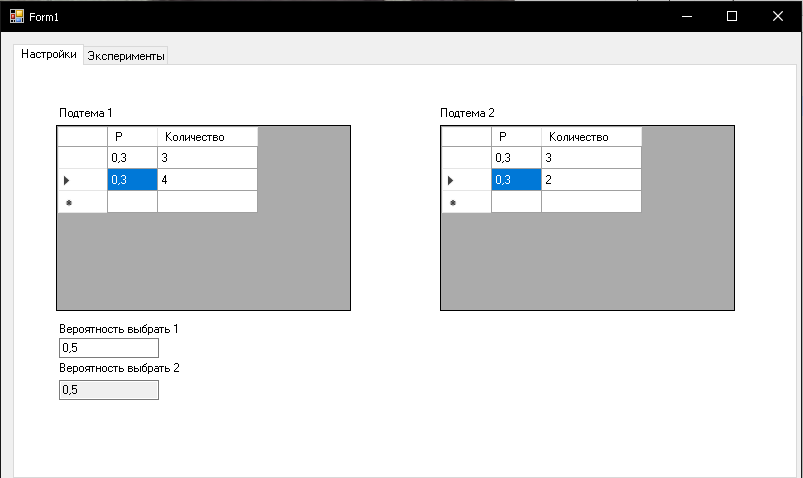 Form1
Настройки Эксперименты
Подтема 1 Подтема 2
P Количество P Количество
0,3 3 0,3 3
0,3 4 0,3 2
Вероятность выбрать 1
0,5
Вероятность выбрать 2
0,5